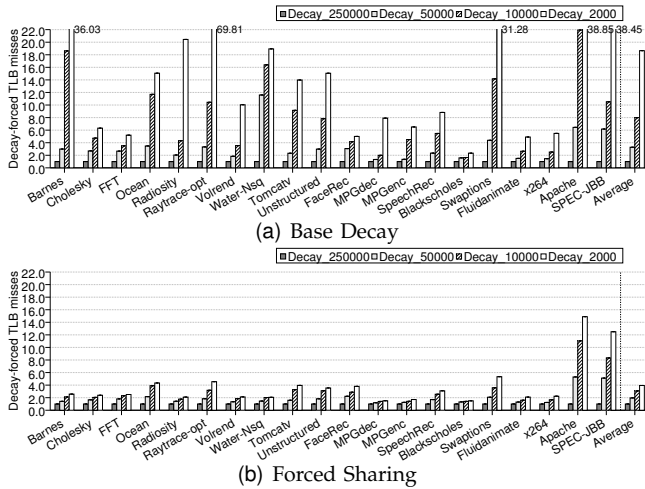 Decay_250000 Decay_50000 Decay_10000 Decay_2000
Decay-forced TLB misses
22.0
20.0
18.0
16.0
14.0
12.0
10.0
8.0
6.0
4.0
2.0
0.0
36.03 69.81 31.28 38.85 38.45
Barnes Cholesky FFT Ocean Radiosity Raytrace-opt Volrend Water-Nsq Tomcatv Unstructured FaceRec MPGdec MPGenc SpeechRec Blackscholes Swaptions Fluidanimate x264 Apache SPEC-JBB Average
(a) Base Decay
Decay_250000 Decay_50000 Decay_10000 Decay_2000
Decay-forced TLB misses
22.0
20.0
18.0
16.0
14.0
12.0
10.0
8.0
6.0
4.0
2.0
0.0
Barnes Cholesky FFT Ocean Radiosity Raytrace-opt Volrend Water-Nsq Tomcatv Unstructured FaceRec MPGdec MPGenc SpeechRec Blackscholes Swaptions Fluidanimate x264 Apache SPEC-JBB Average
(b) Forced Sharing